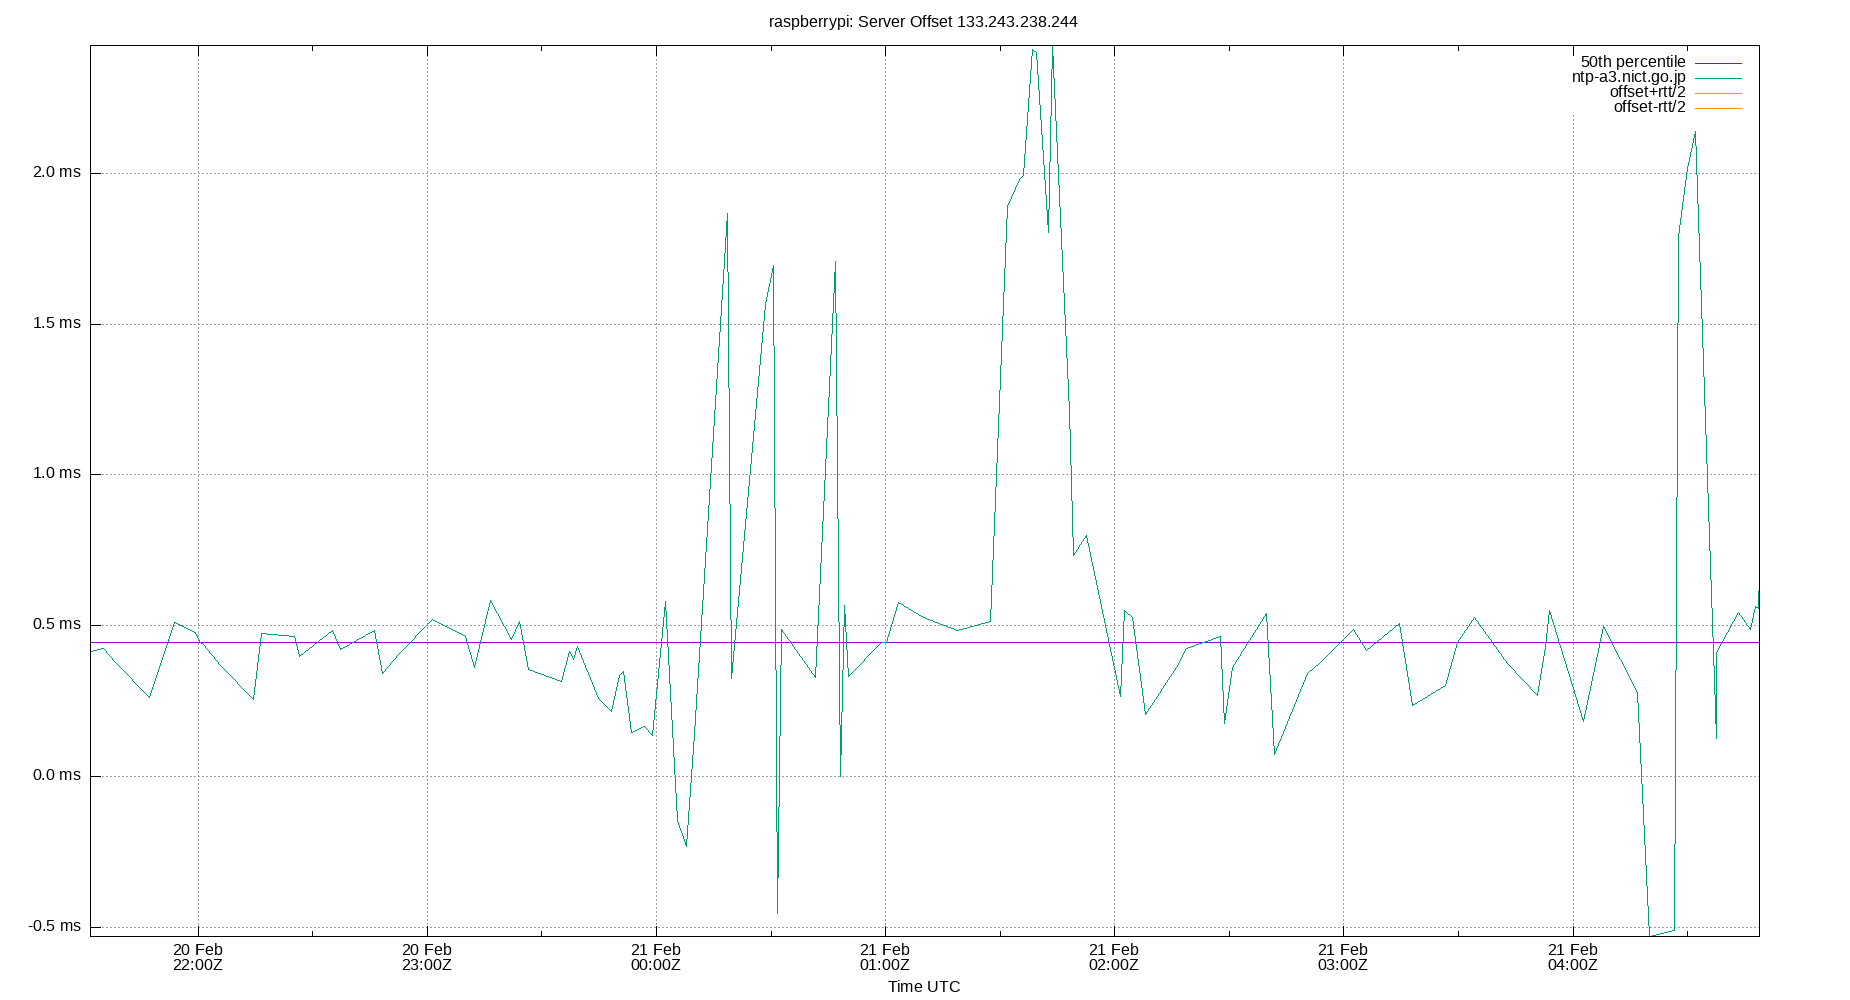 raspberrypi: Server Offset 133.243.238.244
50th percentile
ntp-a3.nict.go.jp
offset+rtt/2
offset-rtt/2
2.0 ms
1.5 ms
1.0 ms
0.5 ms
0.0 ms
-0.5 ms
20 Feb 20 Feb 21 Feb 21 Feb 21 Feb 21 Feb 21 Feb
22:00Z 23:00Z 00:00Z 01:00Z 02:00Z 03:00Z 04:00Z
Time UTC